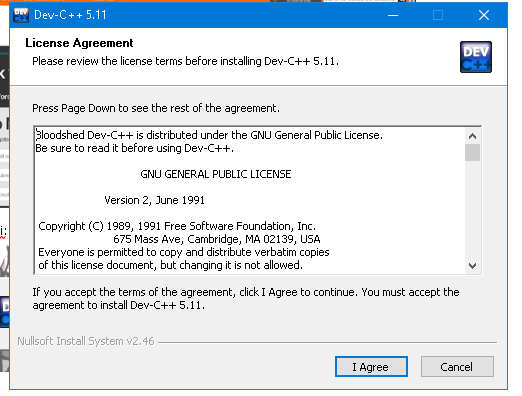 Dev-C++ 5.11
License Agreement
Please review the license terms before installing Dev-C++ 5.11.
DEV
C++
Press Page Down to see the rest of the agreement.
Bloodshed Dev-C++ is distributed under the GNU General Public License.
Be sure to read it before using Dev-C++.
GNU GENERAL PUBLIC LICENSE
Version 2, June 1991
Copyright (C) 1989, 1991 Free Software Foundation, Inc.
675 Mass Ave, Cambridge, MA 02139, USA
Everyone is permitted to copy and distribute verbatim copies
of this license document, but changing it is not allowed.
If you accept the terms of the agreement, click I Agree to continue. You must accept the
agreement to install Dev-C++ 5.11.
Nullsoft Install System v2.46
I Agree
Cancel